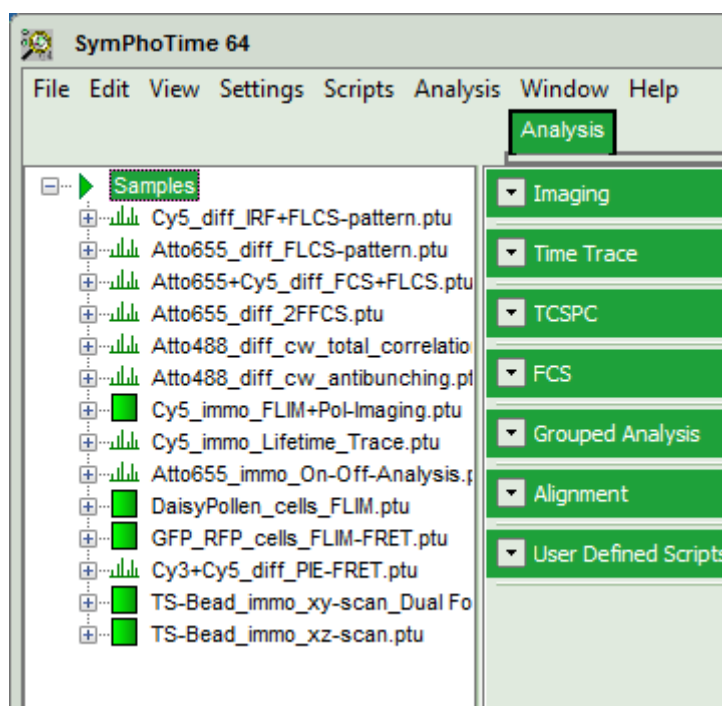 SymPhoTime 64
File Edit View Settings Scripts Analysis Window Help
Analysis
Samples
Cy5_diff_IRF+FLCS-pattern.ptu
Atto655_diff_FLCS-pattern.ptu
Atto655+Cy5_diff_FCS+FLCS.ptu
Atto655_diff_2FFCS.ptu
Atto488_diff_cw_total_correlatio
Atto488_diff_cw_antibunching.pt
Cy5_immo_FLIM+Pol-Imaging.ptu
Cy5_immo_Lifetime_Trace.ptu
Atto655_immo_On-Off-Analysis.p
DaisyPollen_cells_FLIM.ptu
GFP_RFP_cells_FLIM-FRET.ptu
Cy3+Cy5_diff_PIE-FRET.ptu
TS-Bead_immo_xy-scan_Dual Fo
TS-Bead_immo_xz-scan.ptu
Imaging
Time Trace
TCSPC
FCS
Grouped Analysis
Alignment
User Defined Scripts